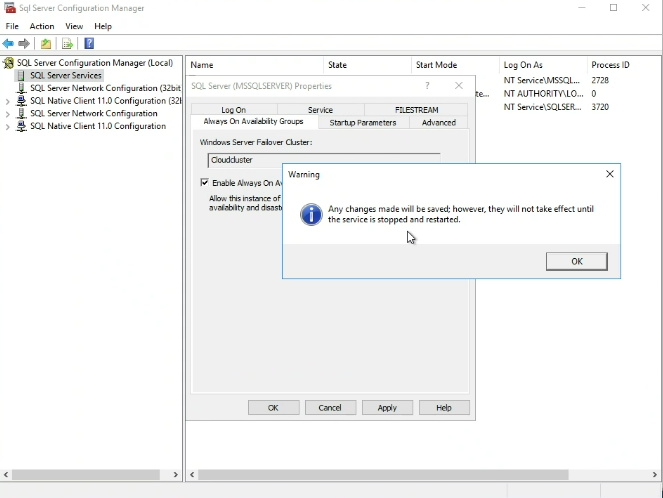 Sql Server Configuration Manager
File Action View Help
SQL Server Configuration Manager (Local)
SQL Server Services
SQL Server Network Configuration (32bit
SQL Native Client 11.0 Configuration (32l
SQL Server Network Configuration
SQL Native Client 11.0 Configuration
Name State Start Mode Log On As Process ID
NT Service\MSSQL... 2728
te... NT AUTHORITY\LO... 0
NT Service\SQLSER... 3720
SQL Server (MSSQLSERVER) Properties
Log On Service FILESTREAM
Always On Availability Groups Startup Parameters Advanced
Windows Server Failover Cluster:
Cloudcluster
Enable Always On Av
Allow this instance of
availability and disast
Warning
Any changes made will be saved; however, they will not take effect until
the service is stopped and restarted.
OK
OK Cancel Apply Help